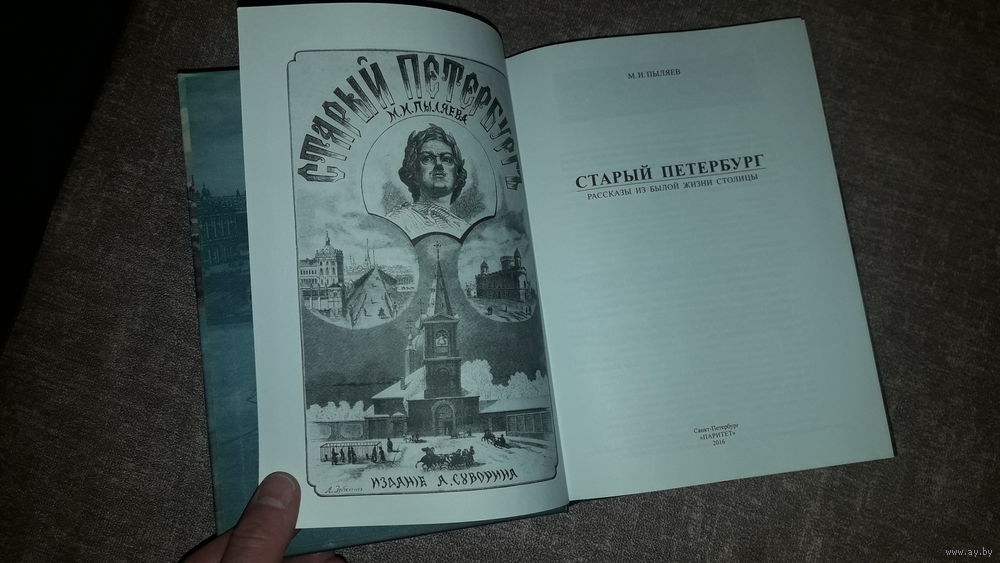 СТАРЫЙ ПЕТЕРБУРГЪ
М.И.ПЫЛЯЕВА
ИЗДАНІЕ А.СУВОРИНА
М. И. ПЫЛЯЕВ
СТАРЫЙ ПЕТЕРБУРГ
РАССКАЗЫ ИЗ БЫЛОЙ ЖИЗНИ СТОЛИЦЫ
Санкт-Петербург
«ПАРИТЕТ»
2016
www.ay.by